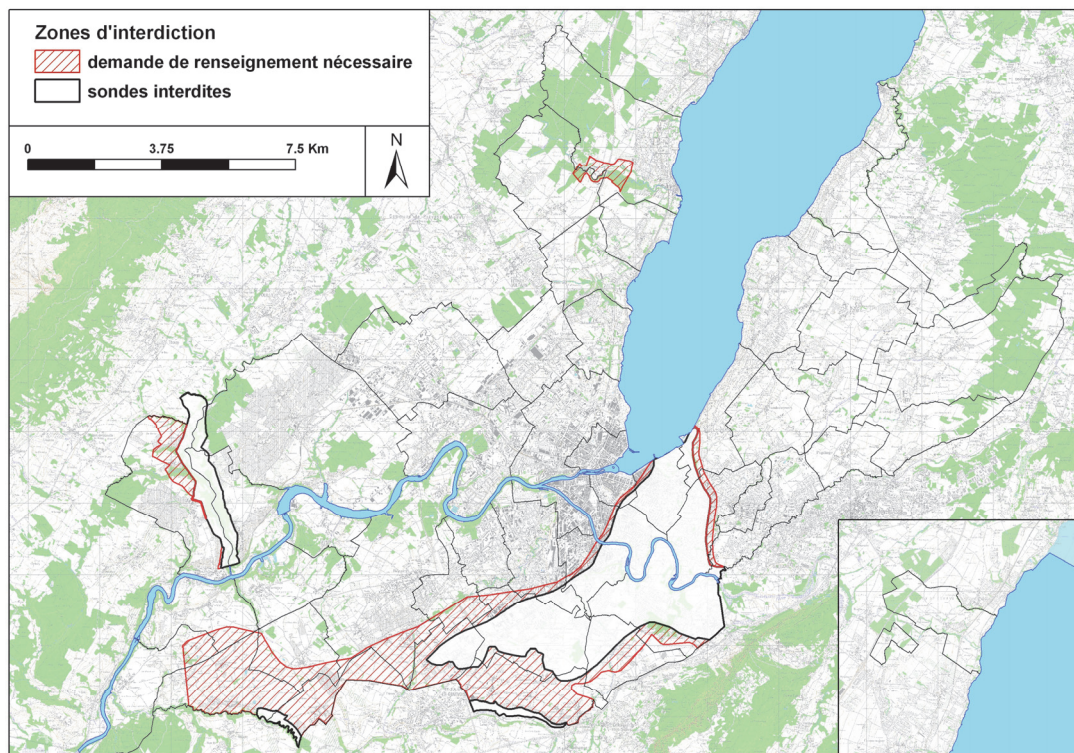 Zones d'interdiction
demande de renseignement nécessaire
sondes interdites
0 3.75 7.5 Km
N